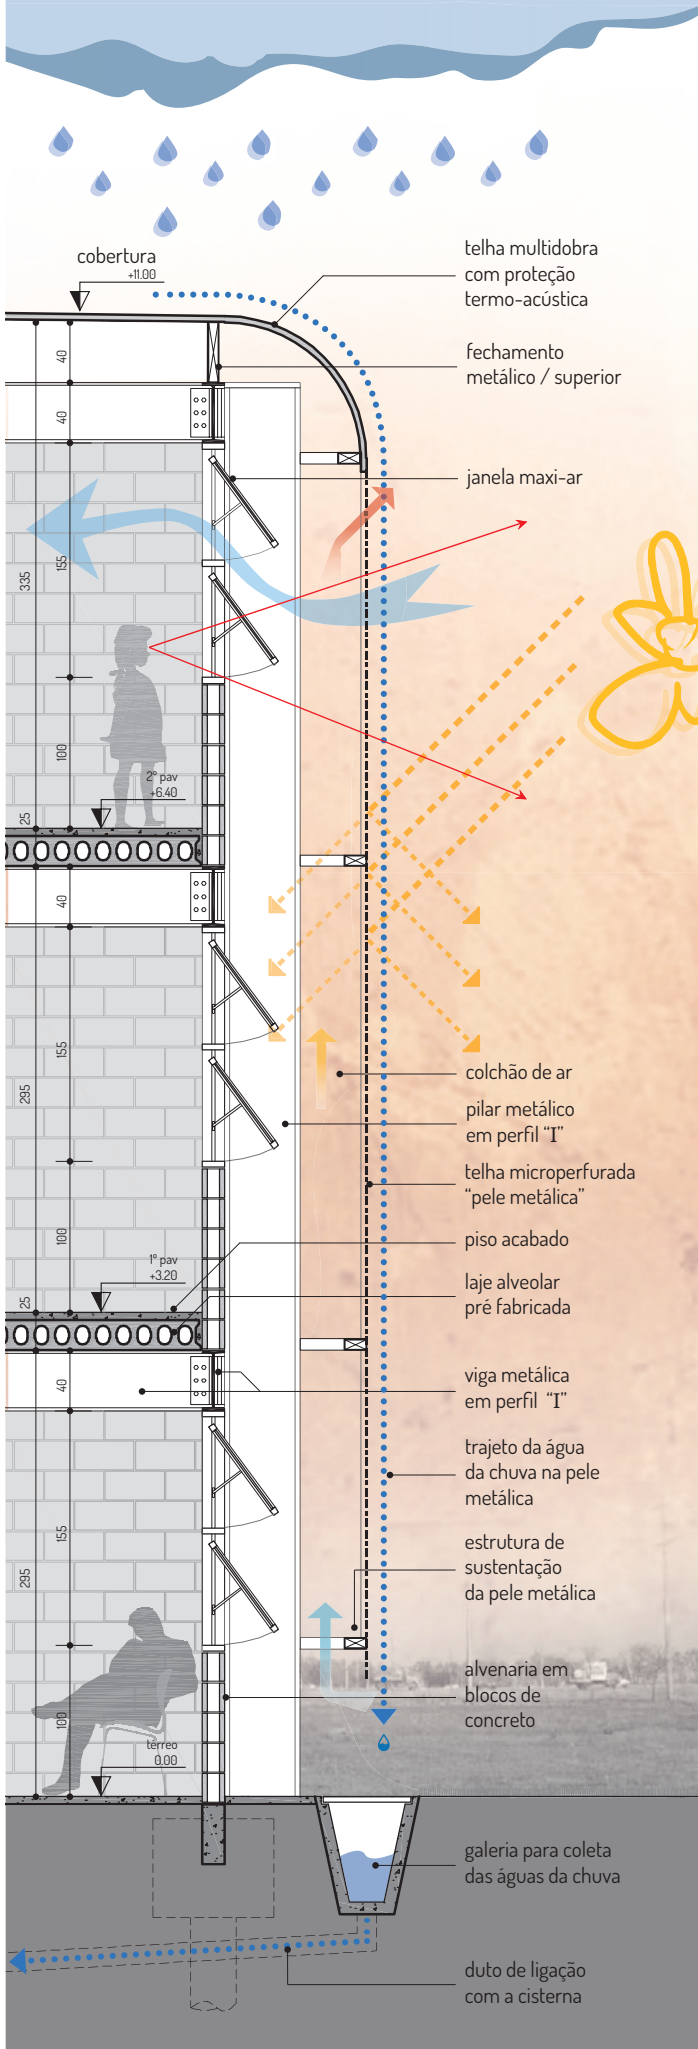 cobertura
+11.00
telha multidobra
com proteção
termo-acústica
fechamento
metálico / superior
40
40
janela maxi-ar
335
155
100
2º pav
+6.40
25
40
155
295
colchão de ar
pilar metálico
em perfil “I”
telha microperfurada
“pele metálica”
100
piso acabado
1º pav
+3.20
laje alveolar
pré fabricada
25
40
viga metálica
em perfil “I”
trajeto da água
da chuva na pele
metálica
155
estrutura de
sustentação
da pele metálica
295
alvenaria em
blocos de
concreto
100
térreo
0.00
galeria para coleta
das águas da chuva
duto de ligação
com a cisterna